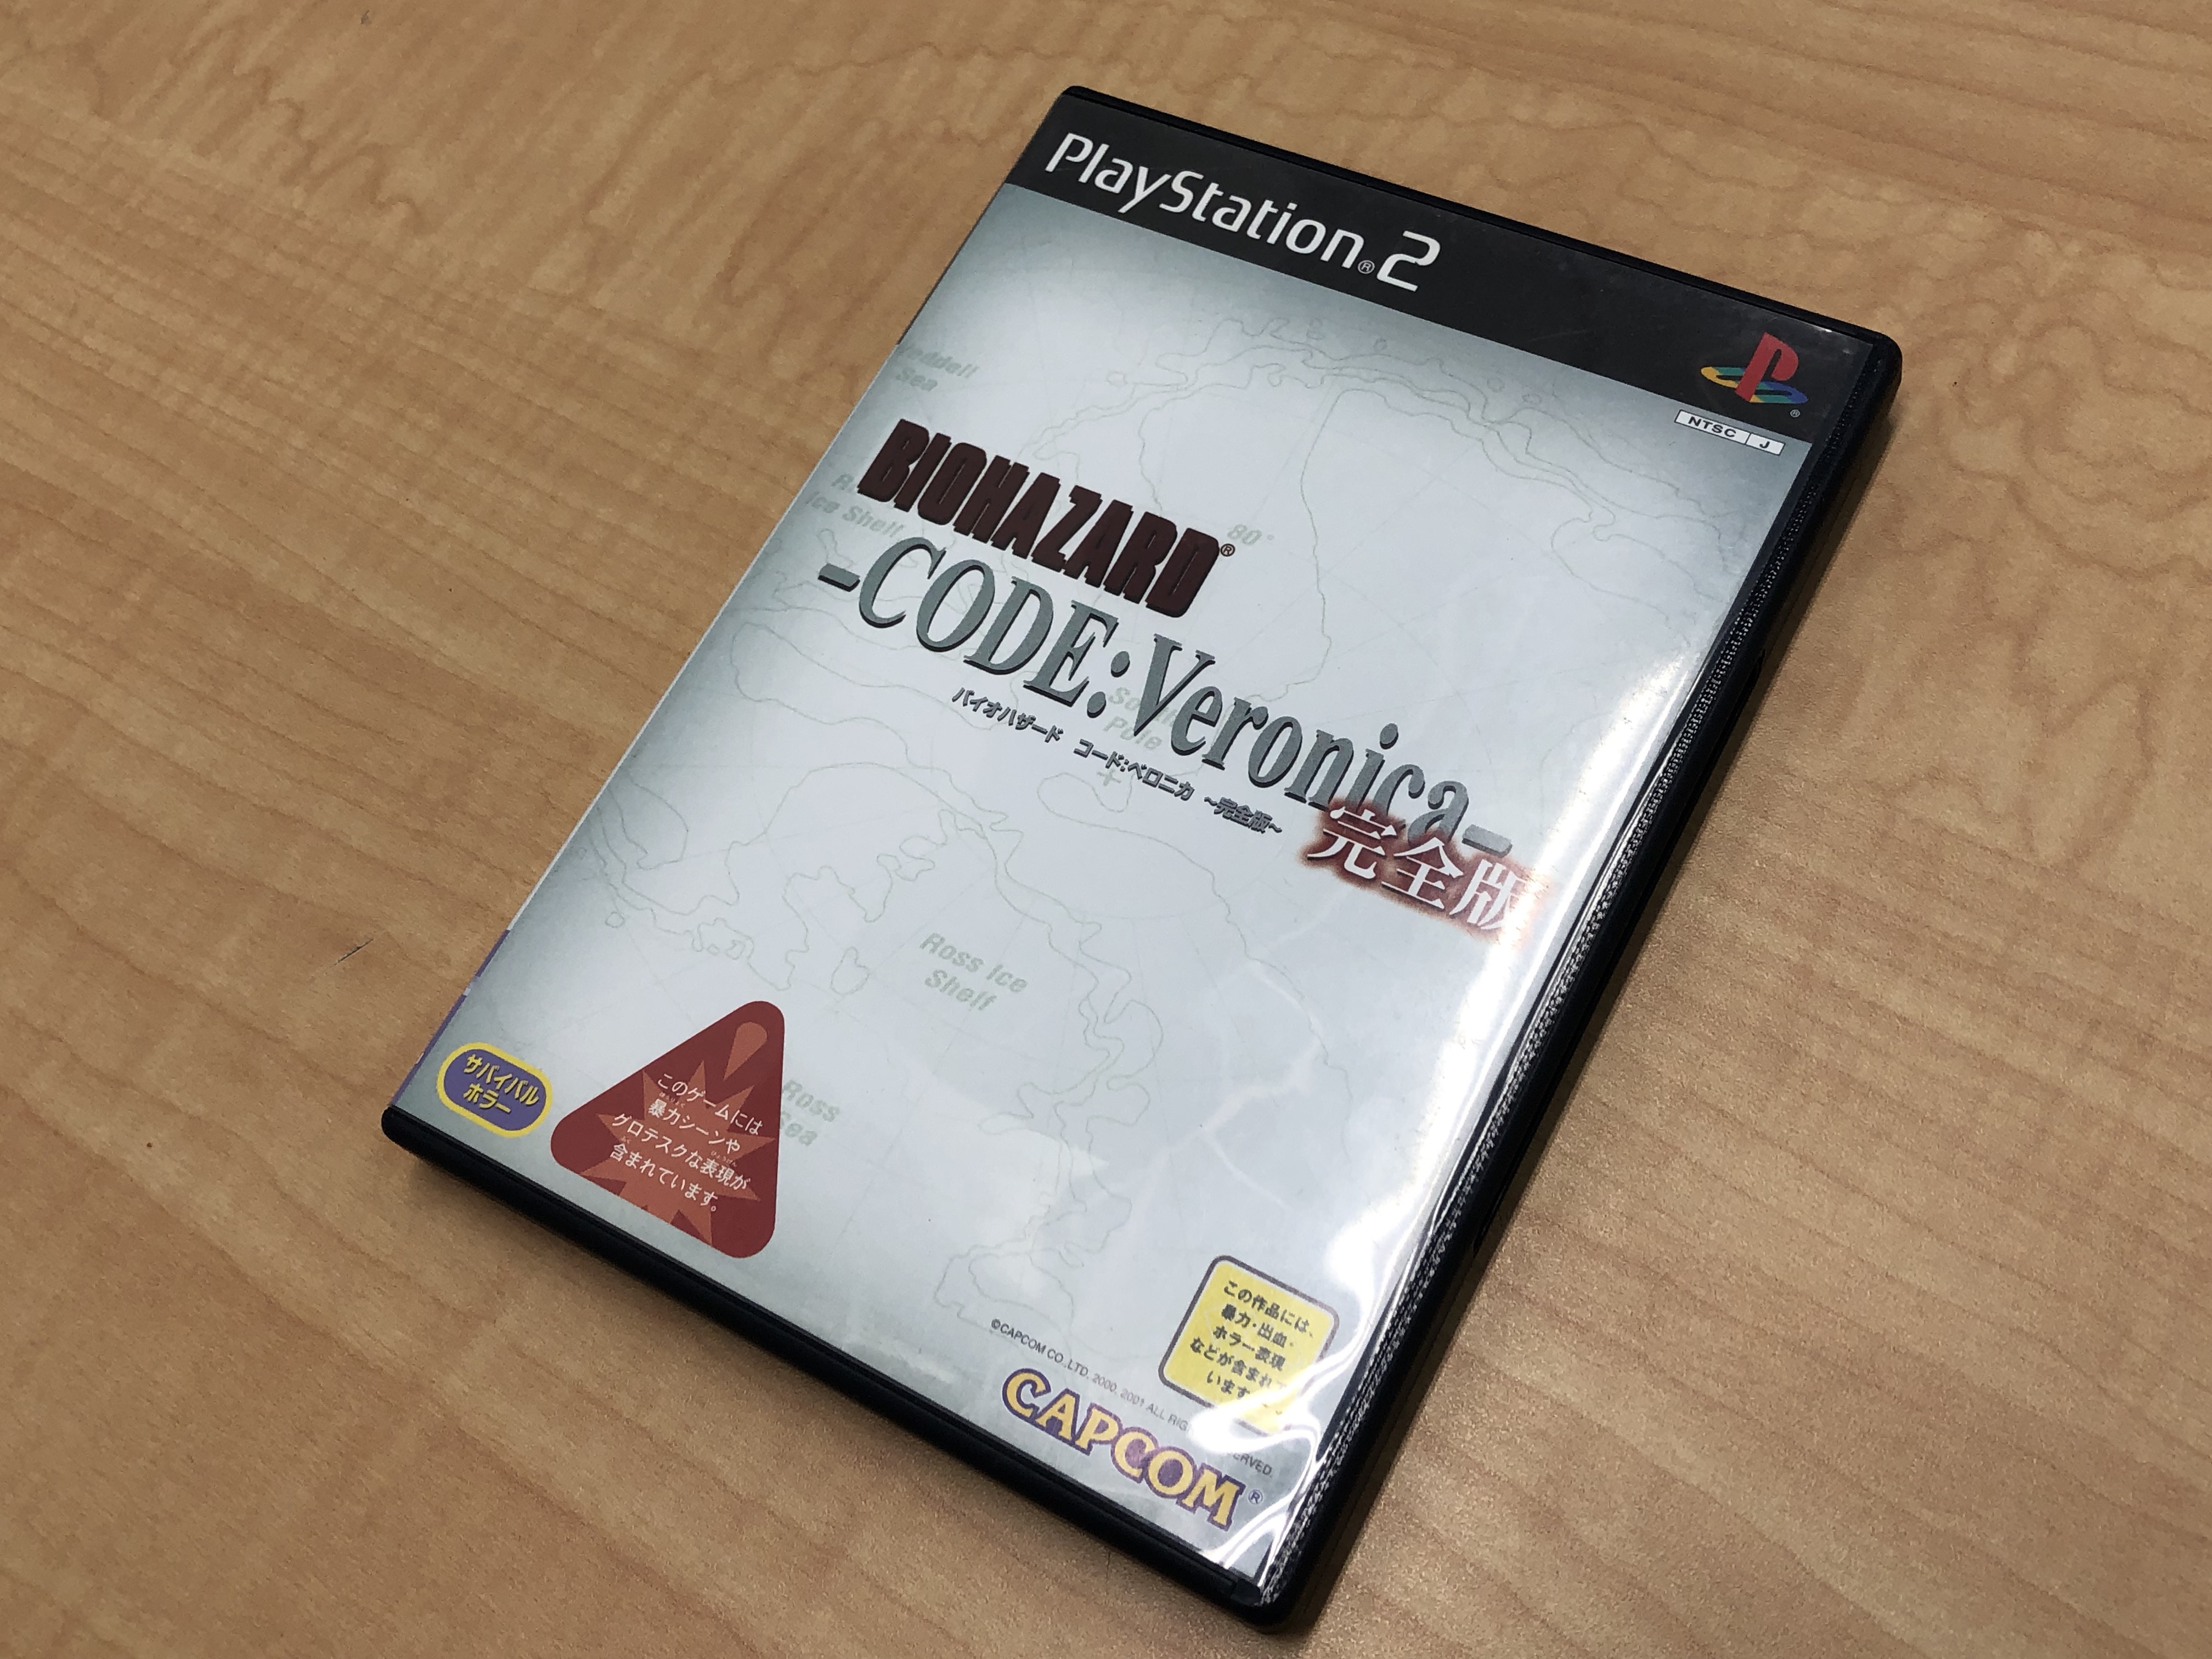 PlayStation®2
NTSC J
Sea
Ice Shelf
80°
BIOHAZARD®
-CODE:Veronica-
バイオハザード コード:ベロニカ ~完全版~
完全版
Pole
Ross Ice
Shelf
Ross
サバイバル
ホラー
このゲームには
暴力シーンや
グロテスクな表現が
含まれています。
この作品には、
暴力・出血・
ホラー表現
などが含まれて
います
©CAPCOM CO.,LTD. 2000, 2001 ALL
CAPCOM®